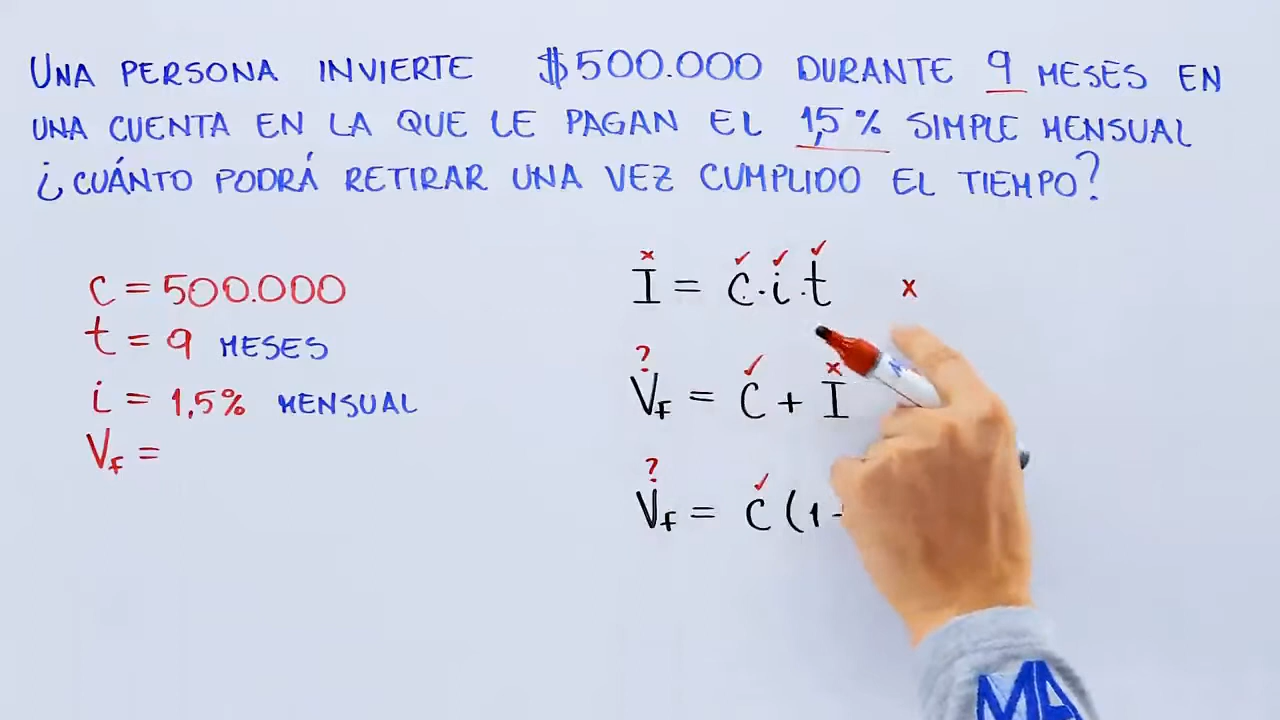 UNA PERSONA INVIERTE $500.000 DURANTE 9 MESES EN
UNA CUENTA EN LA QUE LE PAGAN EL 1,5% SIMPLE MENSUAL
¿CUÁNTO PODRÁ RETIRAR UNA VEZ CUMPLIDO EL TIEMPO?
C = 500.000
t = 9 MESES
i = 1,5% MENSUAL
Vf =
x ✓ ✓ ✓
I = C·i·t x
? ✓ x
Vf = C + I
? ✓
Vf = C (1
MA